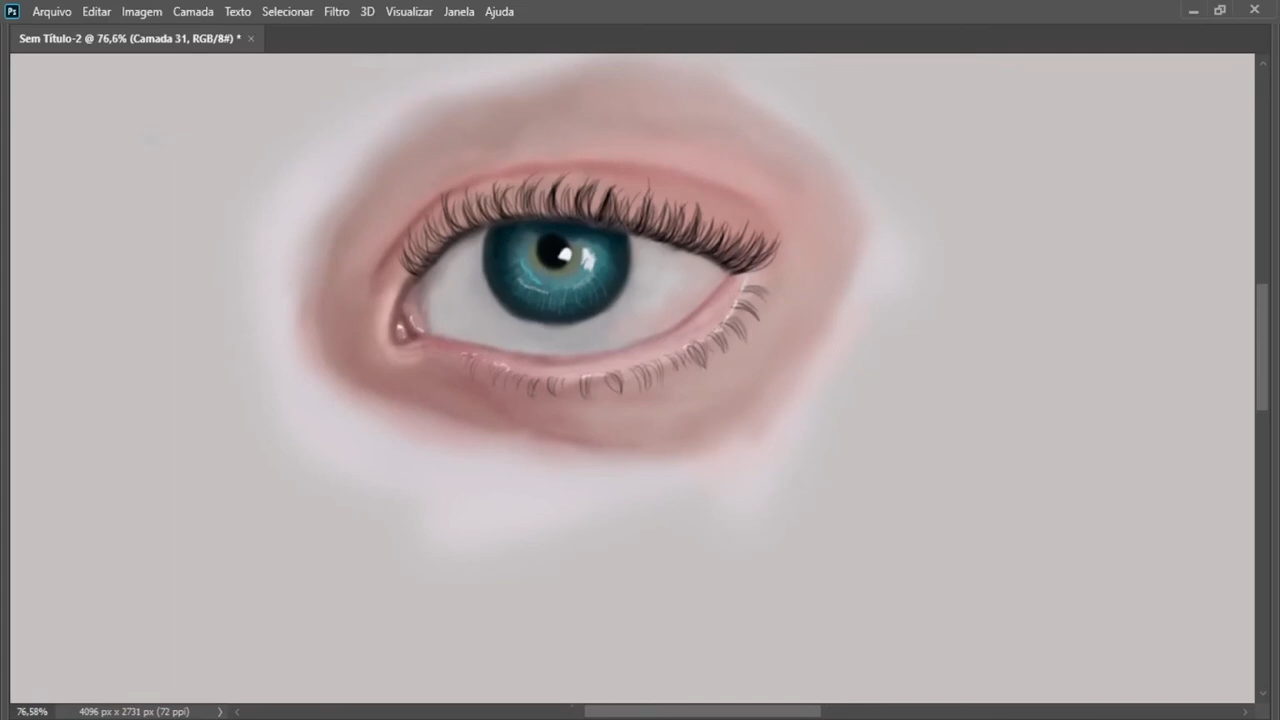 Ps Arquivo Editar Imagem Camada Texto Selecionar Filtro 3D Visualizar Janela Ajuda
Sem Título-2 @ 76,6% (Camada 31, RGB/8#) * ×
76,58% 4096 px x 2731 px (72 ppi)